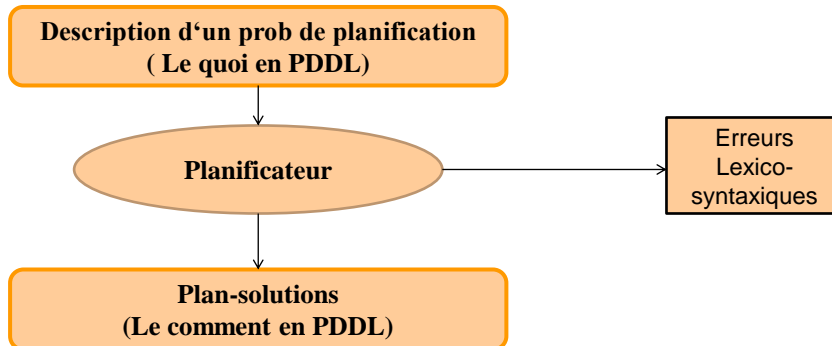 Description d‘un prob de planification
( Le quoi en PDDL)
Planificateur
Erreurs
Lexico-
syntaxiques
Plan-solutions
(Le comment en PDDL)